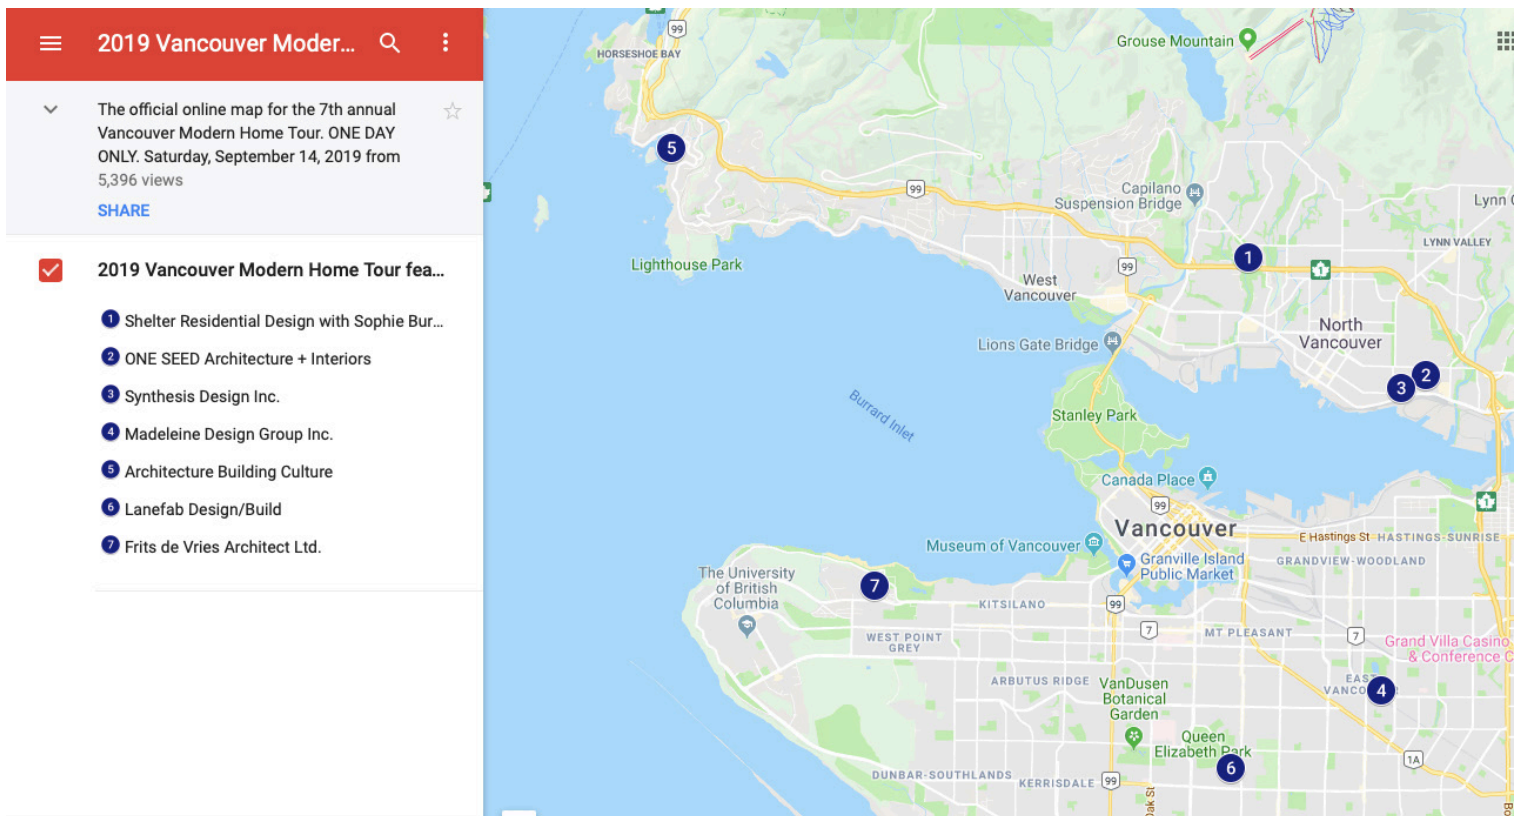 2019 Vancouver Moder...
The official online map for the 7th annual
Vancouver Modern Home Tour. ONE DAY
ONLY. Saturday, September 14, 2019 from
5,396 views
SHARE
2019 Vancouver Modern Home Tour fea...
1 Shelter Residential Design with Sophie Bur...
2 ONE SEED Architecture + Interiors
3 Synthesis Design Inc.
4 Madeleine Design Group Inc.
5 Architecture Building Culture
6 Lanefab Design/Build
7 Frits de Vries Architect Ltd.
99
HORSESHOE BAY
Grouse Mountain
5
99
Capilano
Suspension Bridge
Lynn
LYNN VALLEY
1
1
Lighthouse Park
99
West
Vancouver
North
Vancouver
Lions Gate Bridge
2
3
Burrard Inlet
Stanley Park
Canada Place
99
1
Vancouver
E Hastings St
HASTINGS-SUNRISE
Museum of Vancouver
Granville Island
Public Market
GRANDVIEW-WOODLAND
The University
of British
Columbia
7
KITSILANO
99
7
MT PLEASANT
7
WEST POINT
GREY
Grand Villa Casino
& Conference C
ARBUTUS RIDGE
VanDusen
Botanical
Garden
EAST
VANCOUVER
4
Queen
Elizabeth Park
6
1A
DUNBAR-SOUTHLANDS
KERRISDALE
99
Oak St